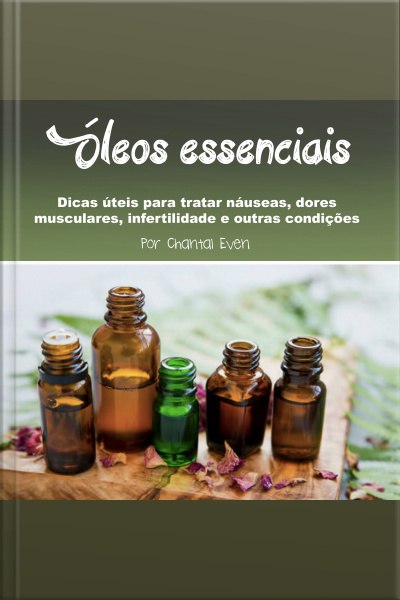 Óleos essenciais
Dicas úteis para tratar náuseas, dores
musculares, infertilidade e outras condições
Por Chantal Even